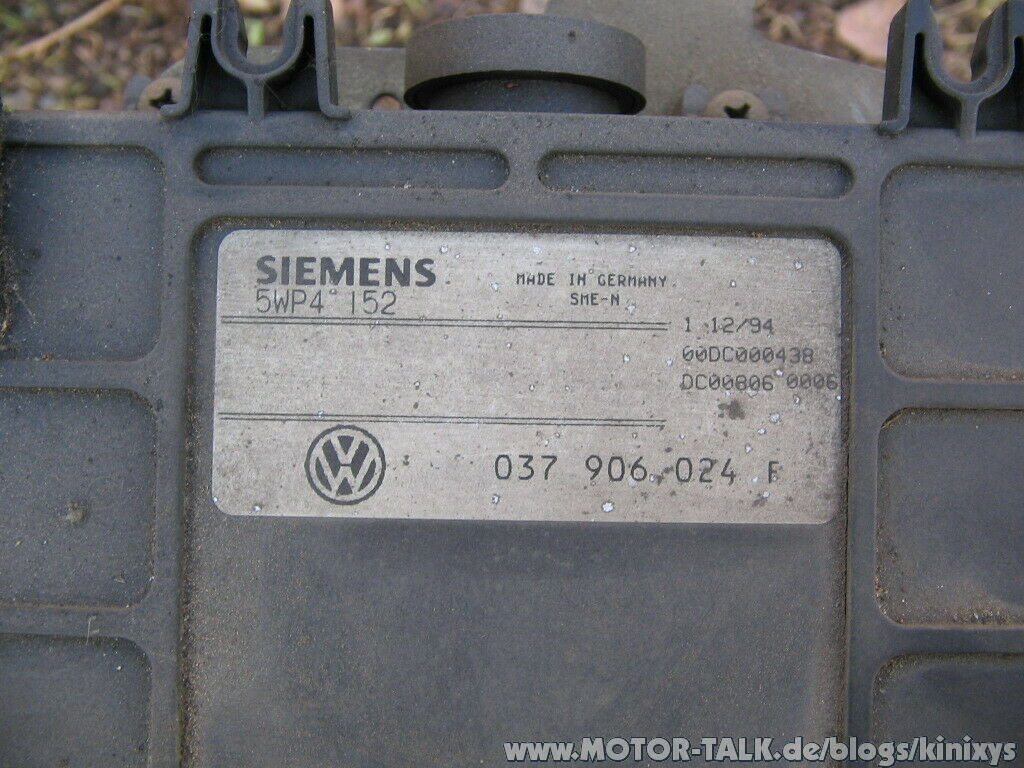 SIEMENS
5WP4 152
MADE IN GERMANY
SME-N
1 12/94
00DC000438
DC00806 0006
037 906 024 F
www.MOTOR-TALK.de/blogs/kinixys